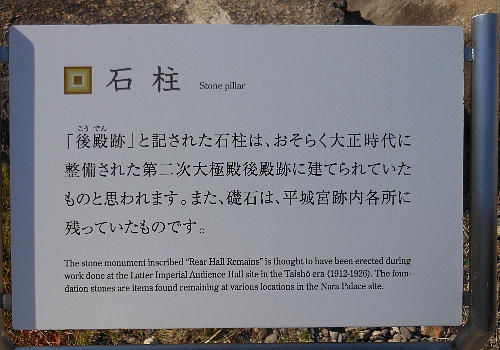 石柱 Stone pillar
こうでん
「後殿跡」と記された石柱は、おそらく大正時代に
整備された第二次大極殿後殿跡に建てられていた
ものと思われます。また、礎石は、平城宮跡内各所に
残っていたものです。
The stone monument inscribed "Rear Hall Remains" is thought to have been erected during
work done at the Latter Imperial Audience Hall site in the Taishō era (1912-1926). The foun-
dation stones are items found remaining at various locations in the Nara Palace site.